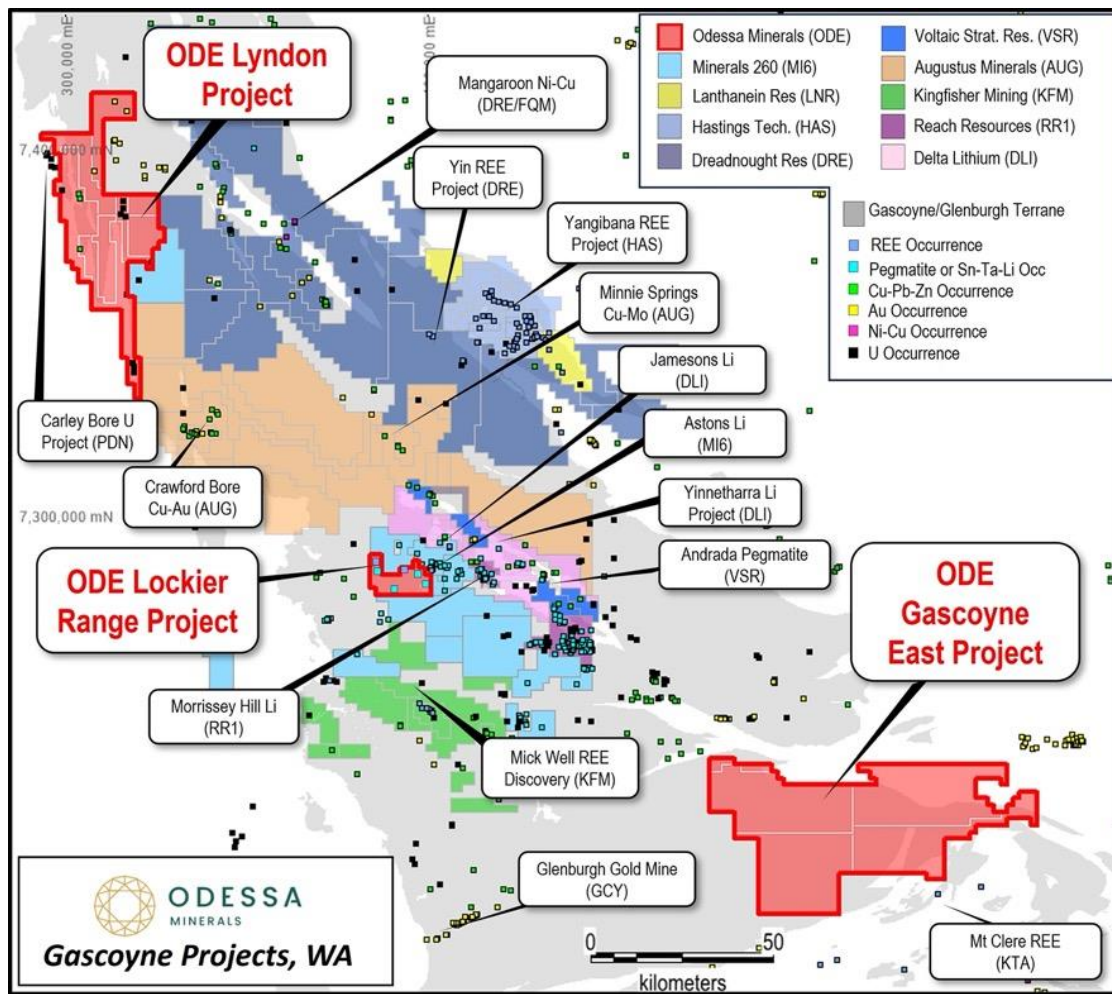 300,000 mE
7,400,000 mN
7,300,000 mN
ODE Lyndon
Project
Mangaroon Ni-Cu
(DRE/FQM)
Yin REE
Project (DRE)
Yangibana REE
Project (HAS)
Minnie Springs
Cu-Mo (AUG)
Jamesons Li
(DLI)
Astons Li
(MI6)
Yinnetharra Li
Project (DLI)
Andrada Pegmatite
(VSR)
Carley Bore U
Project (PDN)
Crawford Bore
Cu-Au (AUG)
ODE Lockier
Range Project
ODE
Gascoyne
East Project
Morrissey Hill Li
(RR1)
Mick Well REE
Discovery (KFM)
Glenburgh Gold Mine
(GCY)
Mt Clere REE
(KTA)
Odessa Minerals (ODE)
Minerals 260 (MI6)
Lanthanein Res (LNR)
Hastings Tech. (HAS)
Dreadnought Res (DRE)
Voltaic Strat. Res. (VSR)
Augustus Minerals (AUG)
Kingfisher Mining (KFM)
Reach Resources (RR1)
Delta Lithium (DLI)
Gascoyne/Glenburgh Terrane
REE Occurrence
Pegmatite or Sn-Ta-Li Occ
Cu-Pb-Zn Occurrence
Au Occurrence
Ni-Cu Occurrence
U Occurrence
ODESSA
MINERALS
Gascoyne Projects, WA
0 50
kilometers